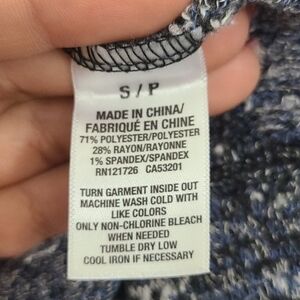 S / P
MADE IN CHINA/
FABRIQUÉ EN CHINE
71% POLYESTER/POLYESTER
28% RAYON/RAYONNE
1% SPANDEX/SPANDEX
RN121726 CA53201
TURN GARMENT INSIDE OUT
MACHINE WASH COLD WITH
LIKE COLORS
ONLY NON-CHLORINE BLEACH
WHEN NEEDED
TUMBLE DRY LOW
COOL IRON IF NECESSARY